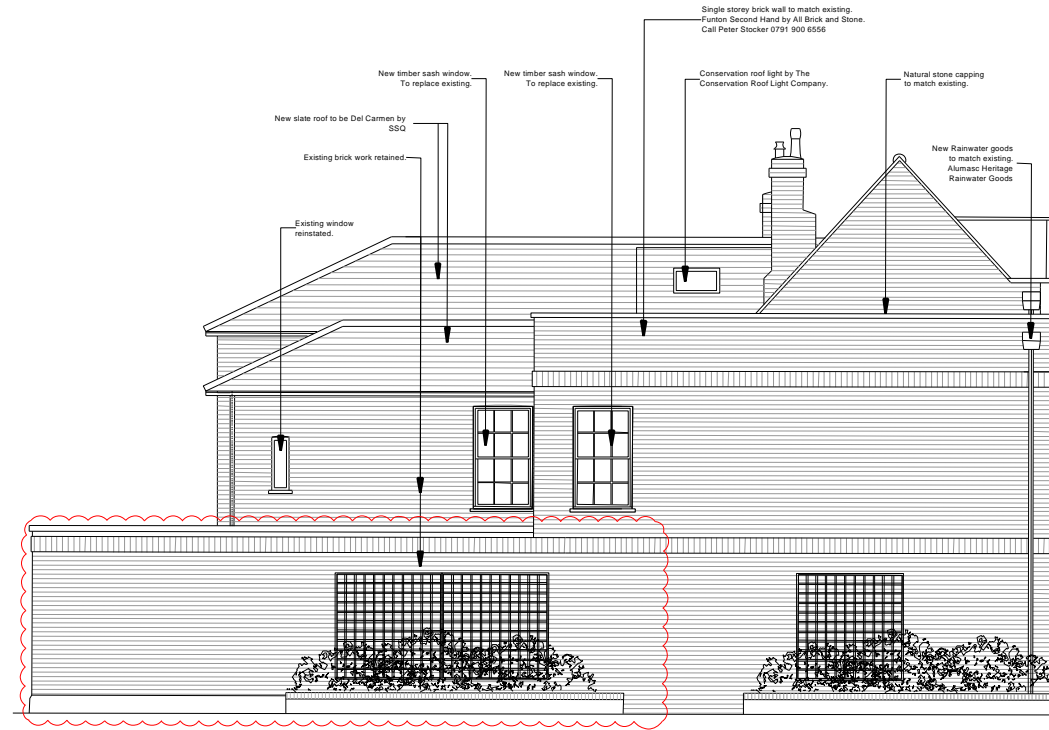 Single storey brick wall to match existing.
Funton Second Hand by All Brick and Stone.
Call Peter Stocker 0791 900 6556
New timber sash window.
To replace existing.
New timber sash window.
To replace existing.
Conservation roof light by The
Conservation Roof Light Company.
Natural stone capping
to match existing.
New slate roof to be Del Carmen by
SSQ
Existing brick work retained.
New Rainwater goods
to match existing.
Alumasc Heritage
Rainwater Goods
Existing window
reinstated.